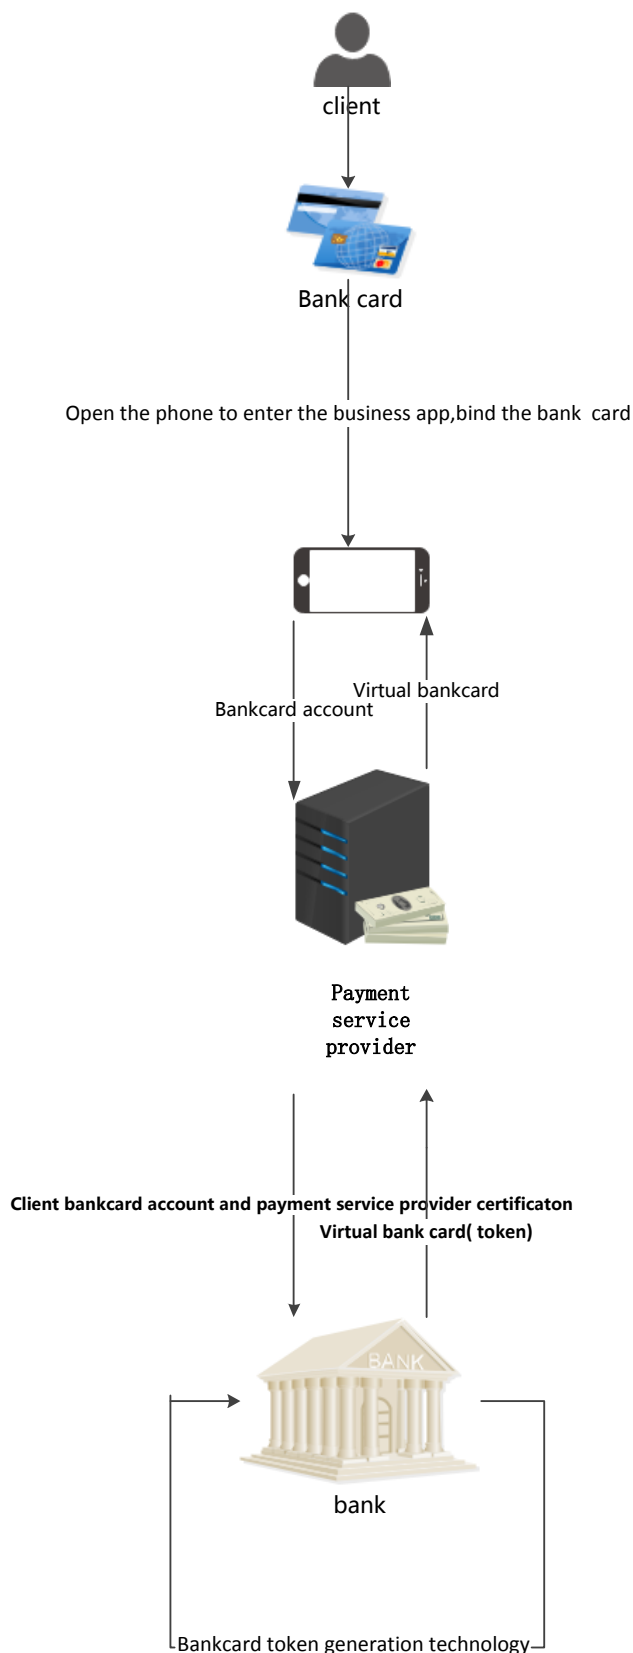 client
Bank card
Open the phone to enter the business app,bind the bank  card
Virtual bankcard
Bankcard account
Payment
service
provider
Client bankcard account and payment service provider certificaton
Virtual bank card( token)
BANK
bank
Bankcard token generation technology